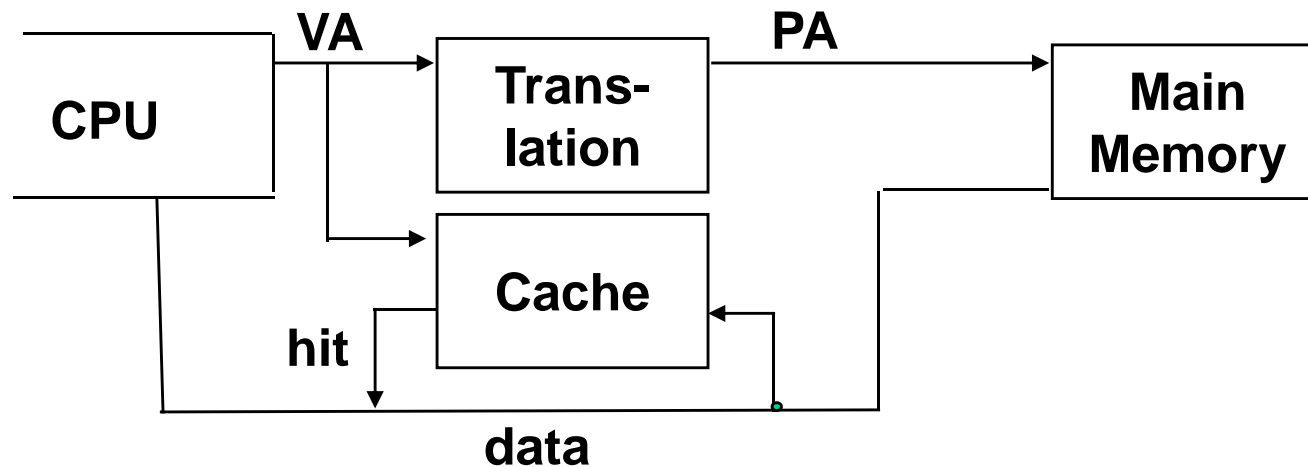 VA
PA
CPU
Trans-
lation
Main
Memory
Cache
hit
data